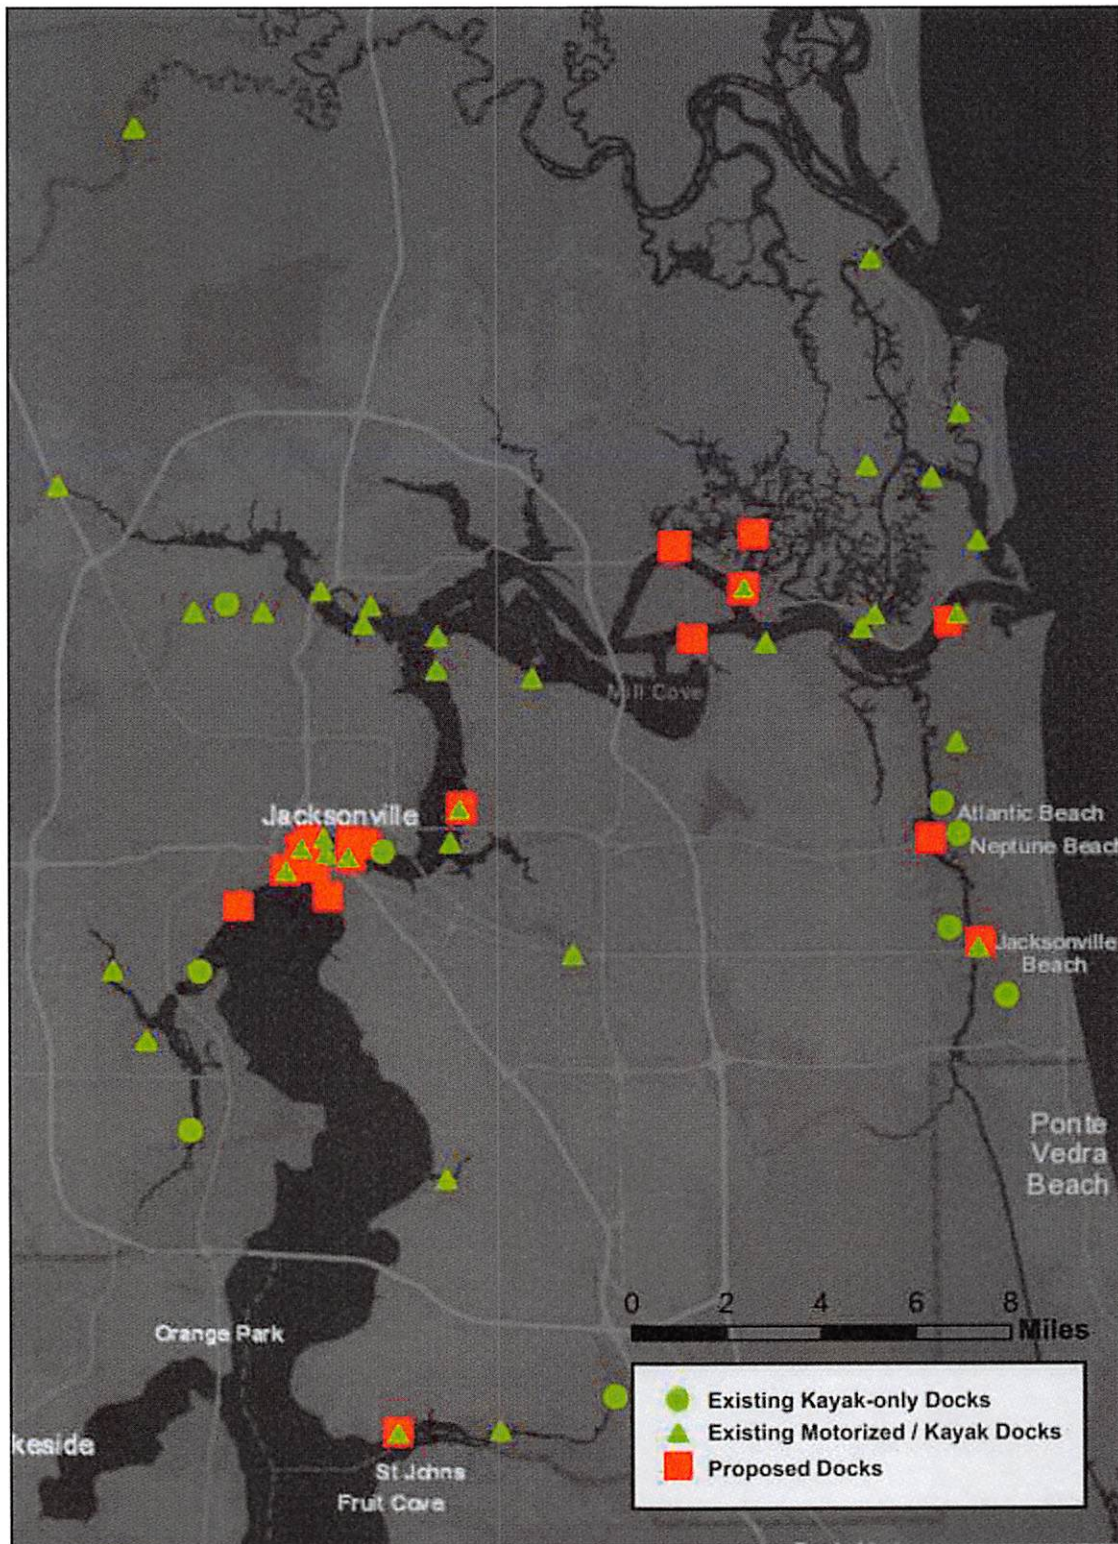 Mill Cove
Jacksonville
Atlantic Beach
Neptune Beach
Jacksonville
Beach
Ponte
Vedra
Beach
0 2 4 6 8
Miles
Orange Park
Existing Kayak-only Docks
Existing Motorized / Kayak Docks
Proposed Docks
keside
St Johns
Fruit Cove